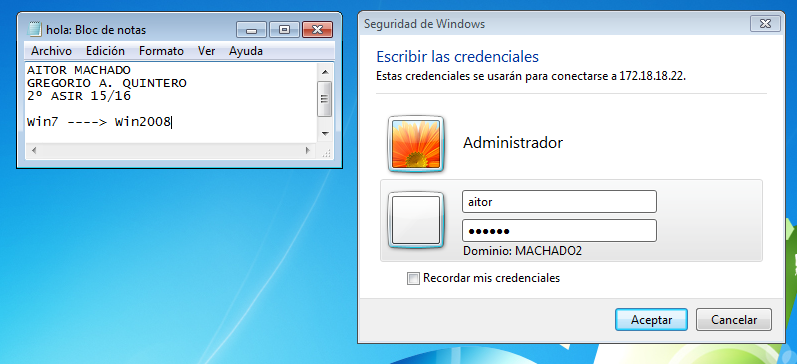 hola: Bloc de notas
Archivo Edición Formato Ver Ayuda
AITOR MACHADO
GREGORIO A. QUINTERO
2º ASIR 15/16
Win7 ----> Win2008
Seguridad de Windows
Escribir las credenciales
Estas credenciales se usarán para conectarse a 172.18.18.22.
Administrador
aitor
●●●●●●
Dominio: MACHADO2
Recordar mis credenciales
Aceptar Cancelar